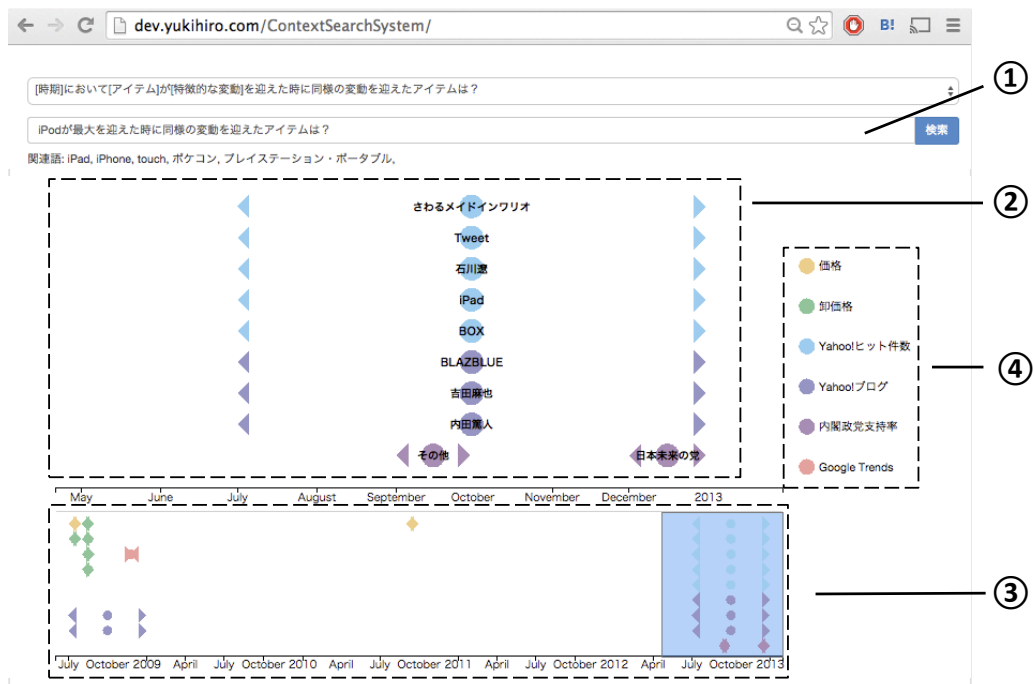 dev.yukihiro.com/ContextSearchSystem/
B!
[時期]において[アイテム]が[特徴的な変動]を迎えた時に同様の変動を迎えたアイテムは？
①
iPodが最大を迎えた時に同様の変動を迎えたアイテムは？
検索
関連語: iPad, iPhone, touch, ポケコン, プレイステーション・ポータブル,
②
さわるメイドインワリオ
Tweet
石川遼
iPad
BOX
BLAZBLUE
吉田麻也
内田篤人
その他
日本未来の党
価格
卸価格
Yahoo!ヒット件数
Yahoo!ブログ
内閣政党支持率
Google Trends
④
May June July August September October November December 2013
③
July October 2009 April July October 2010 April July October 2011 April July October 2012 April July October 2013